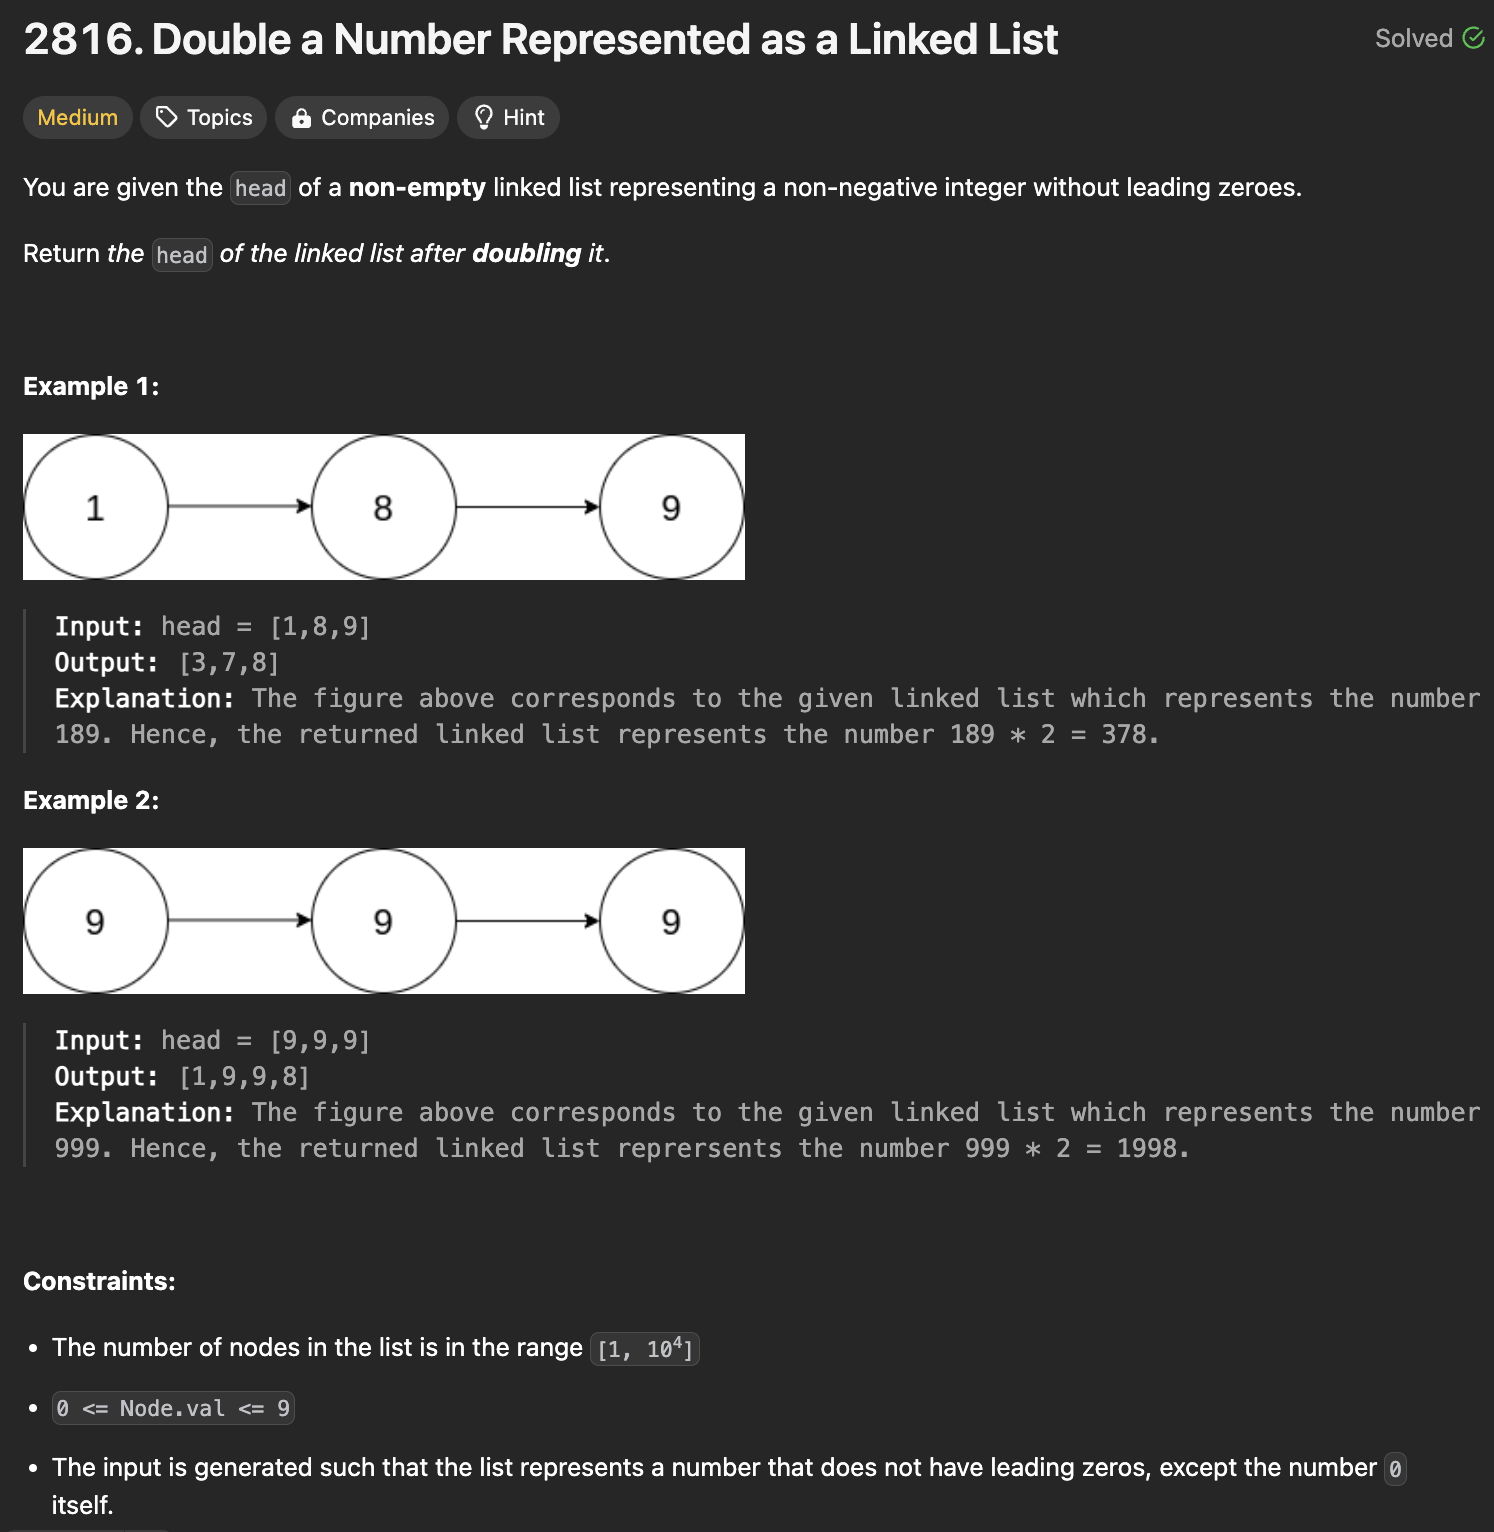 2816. Double a Number Represented as a Linked List
Solved
Medium
Topics
Companies
Hint
You are given the head of a non-empty linked list representing a non-negative integer without leading zeroes.
Return the head of the linked list after doubling it.
Example 1:
1 8 9
Input: head = [1,8,9]
Output: [3,7,8]
Explanation: The figure above corresponds to the given linked list which represents the number
189. Hence, the returned linked list represents the number 189 * 2 = 378.
Example 2:
9 9 9
Input: head = [9,9,9]
Output: [1,9,9,8]
Explanation: The figure above corresponds to the given linked list which represents the number
999. Hence, the returned linked list reprersents the number 999 * 2 = 1998.
Constraints:
• The number of nodes in the list is in the range [1, 10⁴]
• 0 <= Node.val <= 9
• The input is generated such that the list represents a number that does not have leading zeros, except the number 0
itself.